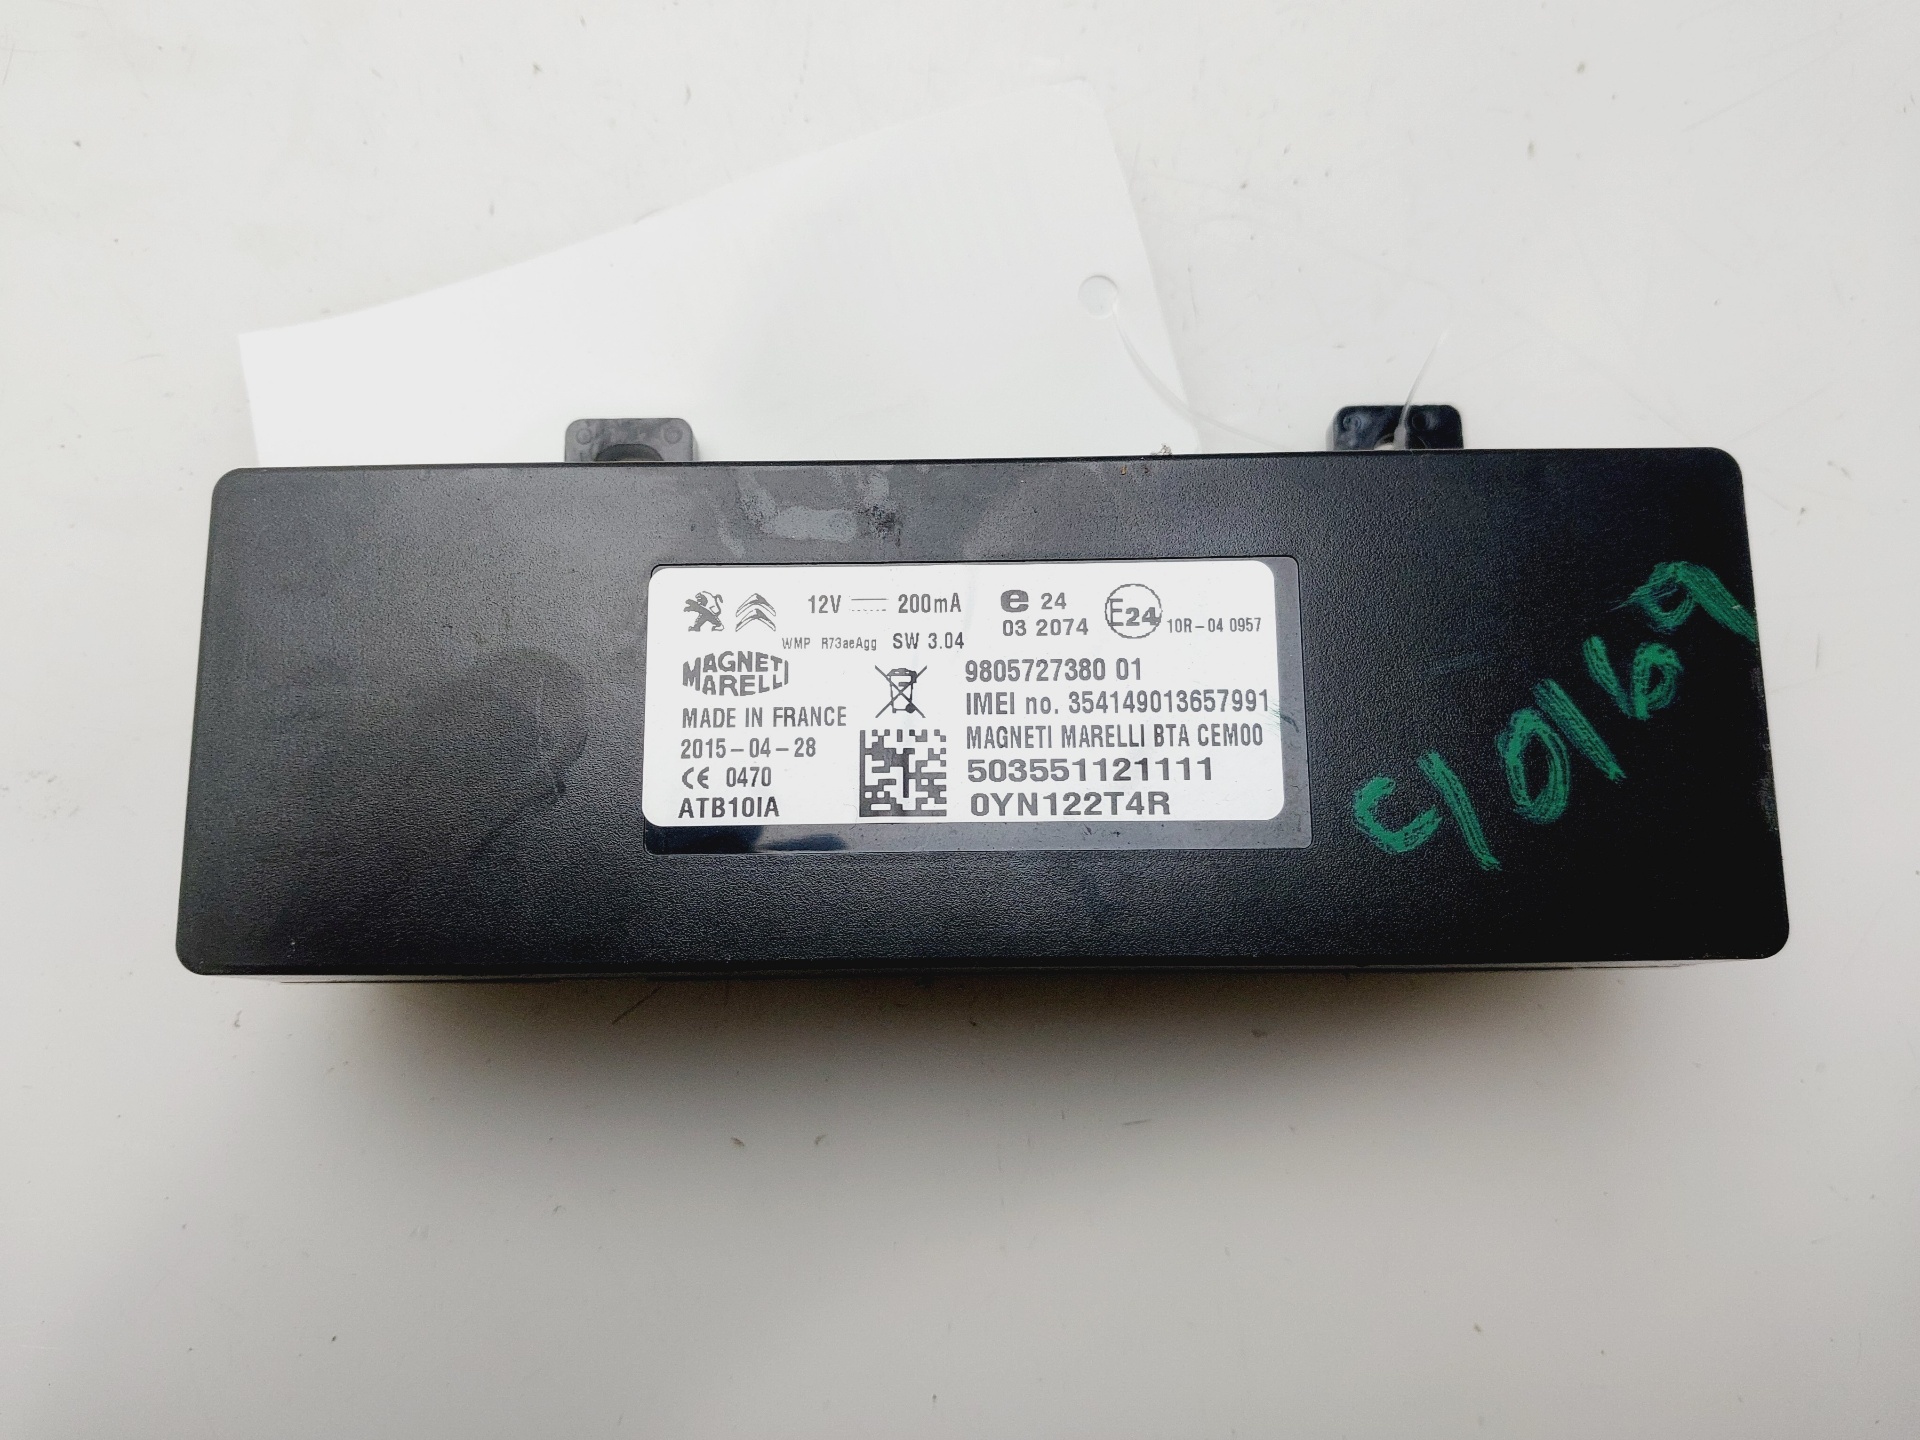 12V 200mA e 24
03 2074 E24 10R-04 0957
WMP R73aeAgg SW 3.04
MAGNETI
MARELLI
MADE IN FRANCE
2015-04-28
CE 0470
ATB10IA
9805727380 01
IMEI no. 354149013657991
MAGNETI MARELLI BTA CEM00
503551121111
0YN122T4R
C10169